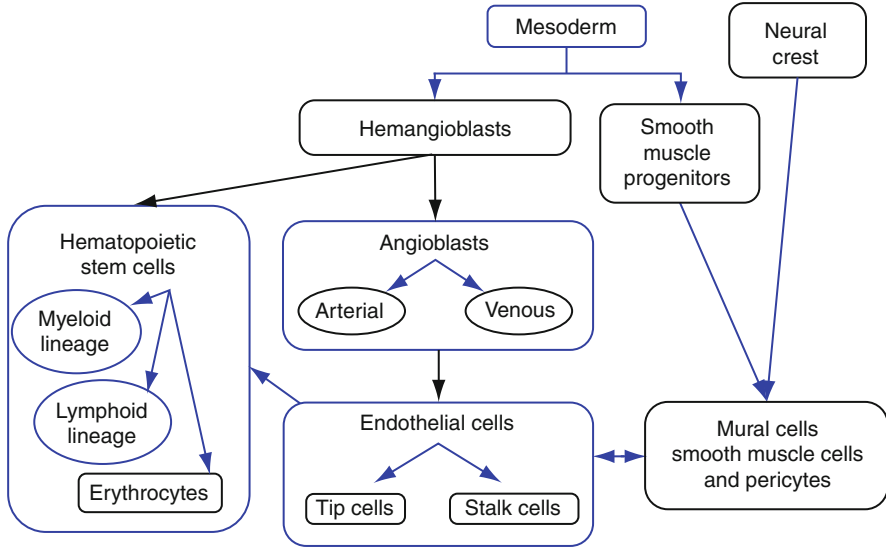 Mesoderm
Neural
crest
Hemangioblasts
Smooth
muscle
progenitors
Hematopoietic
stem cells
Myeloid
lineage
Lymphoid
lineage
Erythrocytes
Angioblasts
Arterial
Venous
Endothelial cells
Tip cells
Stalk cells
Mural cells
smooth muscle cells
and pericytes